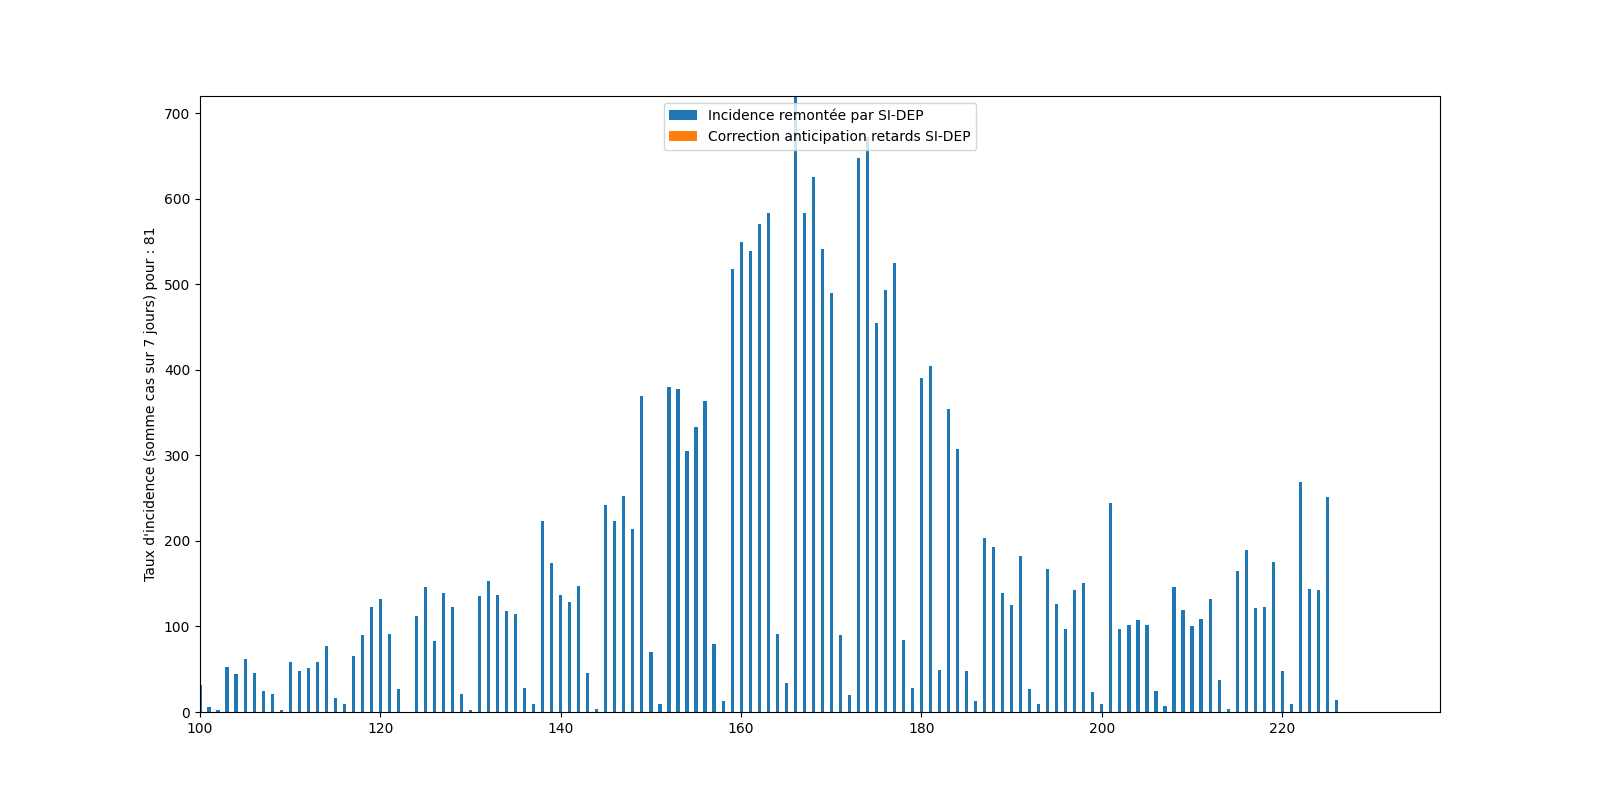 Incidence remontée par SI-DEP
Correction anticipation retards SI-DEP
Taux d'incidence (somme cas sur 7 jours) pour : 81
700
600
500
400
300
200
100
0
100 120 140 160 180 200 220